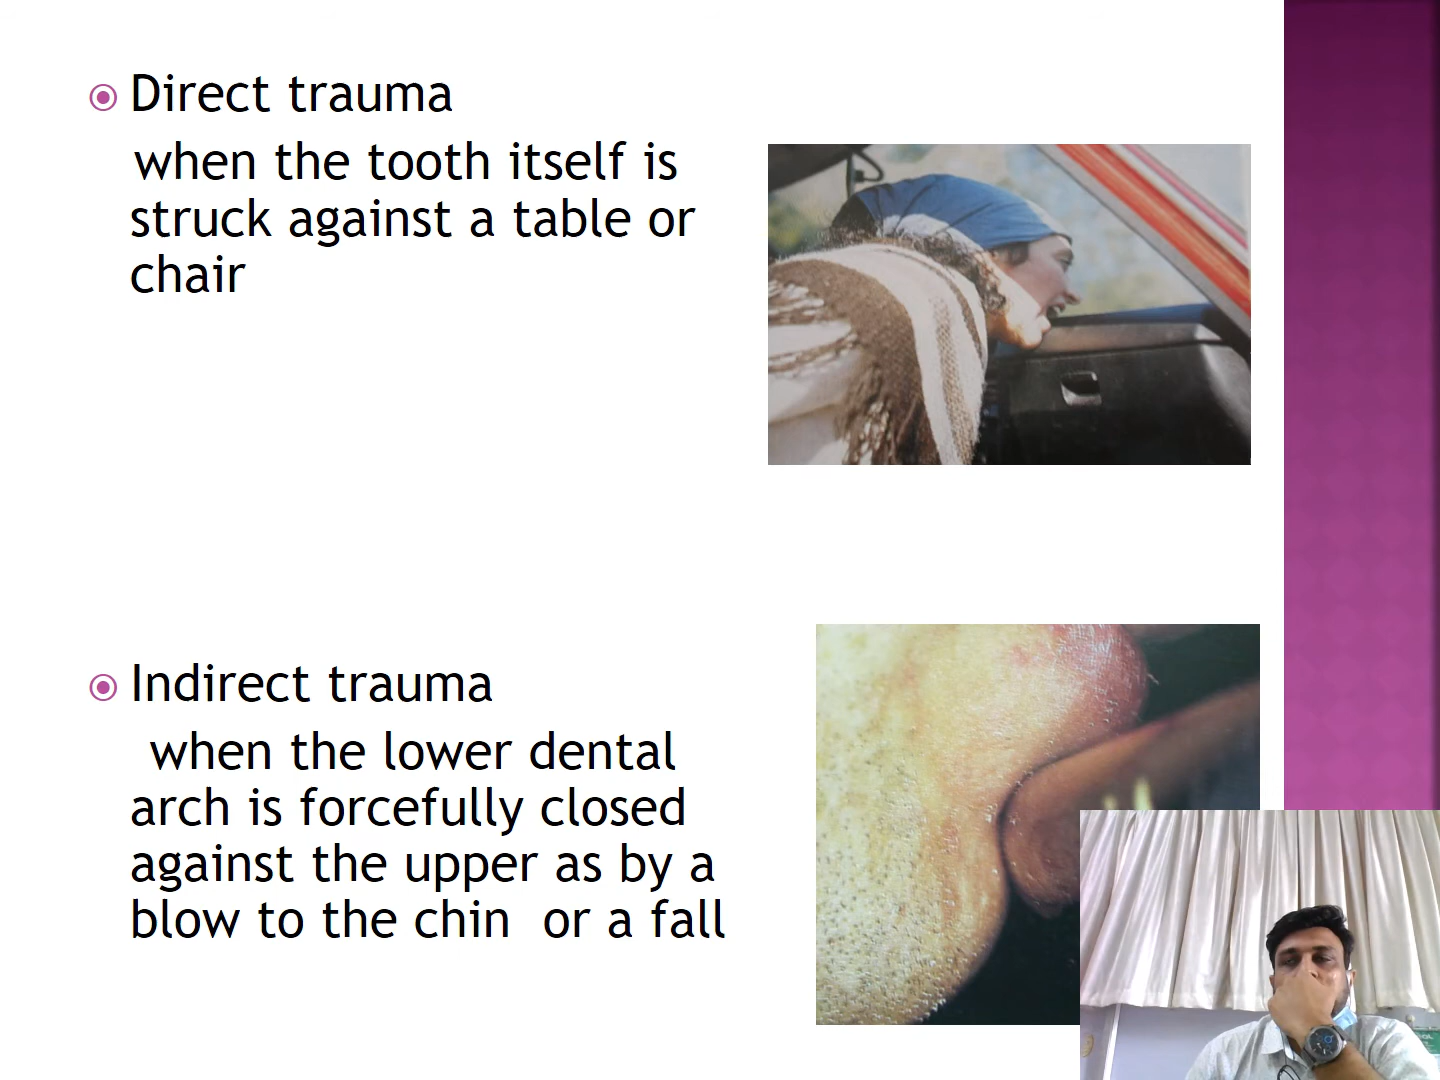 Direct trauma
when the tooth itself is
struck against a table or
chair
Indirect trauma
when the lower dental
arch is forcefully closed
against the upper as by a
blow to the chin or a fall